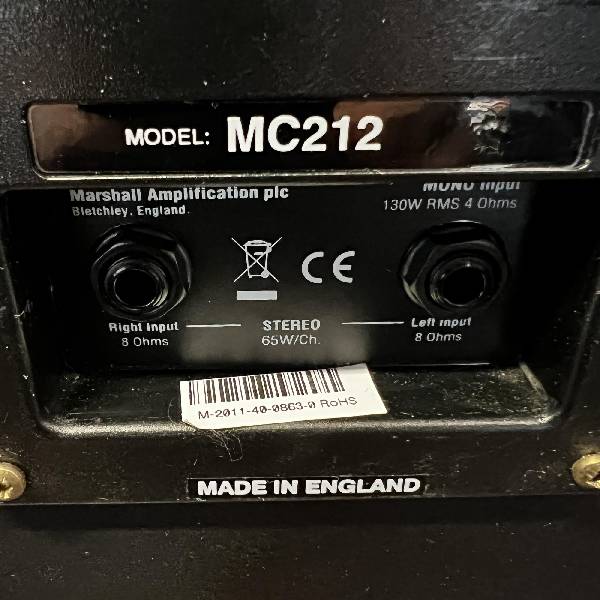 MODEL: MC212
Marshall Amplification plc
Bletchley, England.
MONO Input
130W RMS 4 Ohms
CE
Right Input
8 Ohms
STEREO
65W/Ch.
Left Input
8 Ohms
M-2011-40-0863-0 RoHS
MADE IN ENGLAND